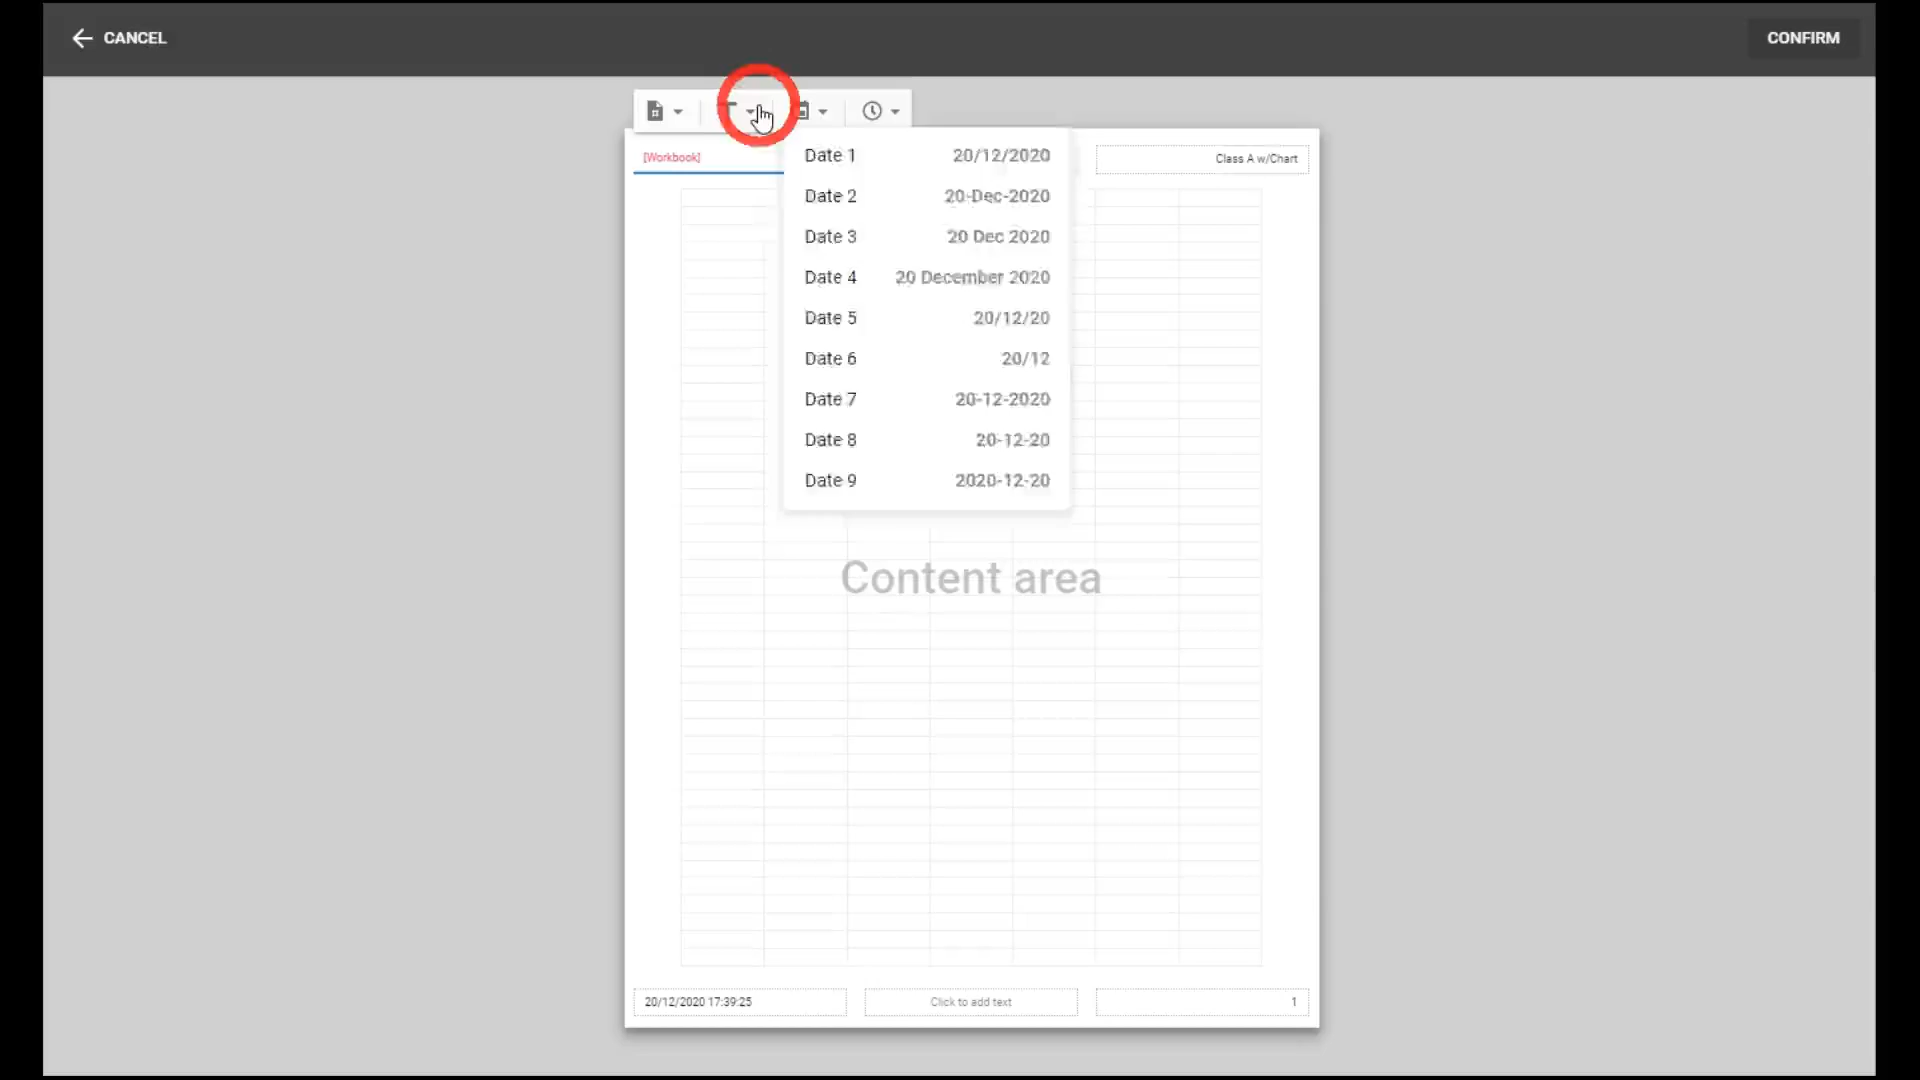 CANCEL
CONFIRM
[Workbook]
Class A w/Chart
Date 1 20/12/2020
Date 2 20-Dec-2020
Date 3 20 Dec 2020
Date 4 20 December 2020
Date 5 20/12/20
Date 6 20/12
Date 7 20-12-2020
Date 8 20-12-20
Date 9 2020-12-20
Content area
20/12/2020 17:39:25
Click to add text
1